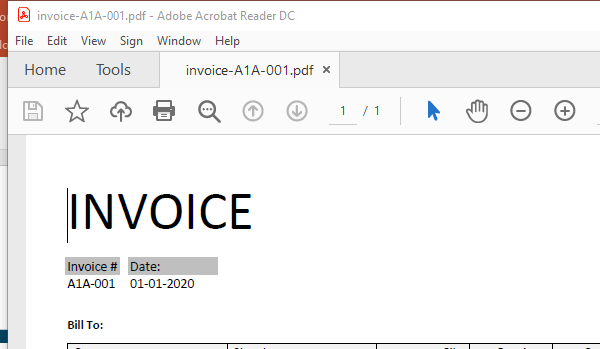 invoice-A1A-001.pdf - Adobe Acrobat Reader DC
File Edit View Sign Window Help
Home Tools invoice-A1A-001.pdf ×
1 / 1
INVOICE
Invoice # Date:
A1A-001 01-01-2020
Bill To: